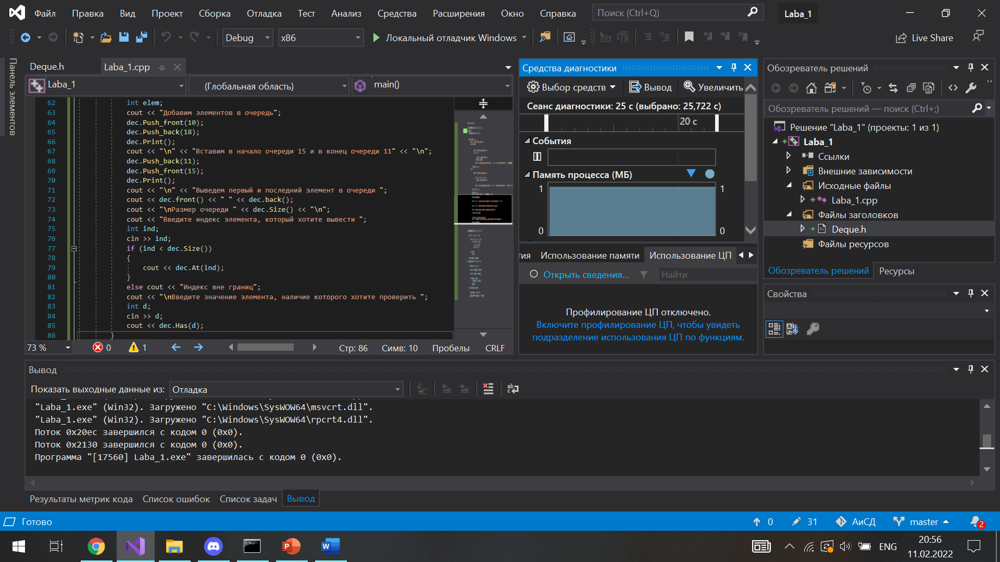 Файл Правка Вид Проект Сборка Отладка Тест Анализ Средства Расширения Окно Справка Поиск (Ctrl+Q) Laba_1
Debug x86 Локальный отладчик Windows Live Share
Панель элементов
Deque.h Laba_1.cpp
Laba_1 (Глобальная область) main()
62 int elem;
63 cout << "Добавим элементов в очередь";
64 dec.Push_front(10);
65 dec.Push_back(18);
66 dec.Print();
67 cout << "\n" << "Вставим в начало очереди 15 и в конец очереди 11" << "\n";
68 dec.Push_back(11);
69 dec.Push_front(15);
70 dec.Print();
71 cout << "\n" << "Выведем первый и последний элемент в очереди ";
72 cout << dec.front() << " " << dec.back();
73 cout << "\nРазмер очереди " << dec.Size() << "\n";
74 cout << "Введите индекс элемента, который хотите вывести ";
75 int ind;
76 cin >> ind;
77 if (ind < dec.Size())
78 {
79 cout << dec.At(ind);
80 }
81 else cout << "Индекс вне границ";
82 cout << "\nВведите значение элемента, наличие которого хотите проверить ";
83 int d;
84 cin >> d;
85 cout << dec.Has(d);
86 }
73 % 0 1 Стр: 86 Симв: 10 Пробелы CRLF
Средства диагностики
Выбор средств Вывод Увеличить
Сеанс диагностики: 25 с (выбрано: 25,722 с)
20 с
События
Память процесса (МБ)
1 1
0 0
тия Использование памяти Использование ЦП
Открыть сведения... Найти
Профилирование ЦП отключено.
Включите профилирование ЦП, чтобы увидеть
подразделение использования ЦП по функциям.
Обозреватель решений
Обозреватель решений — поиск (Ctrl+;)
Решение "Laba_1" (проекты: 1 из 1)
Laba_1
Ссылки
Внешние зависимости
Исходные файлы
Laba_1.cpp
Файлы заголовков
Deque.h
Файлы ресурсов
Обозреватель решений Ресурсы
Свойства
Вывод
Показать выходные данные из: Отладка
"Laba_1.exe" (Win32). Загружено "C:\Windows\SysWOW64\msvcrt.dll".
"Laba_1.exe" (Win32). Загружено "C:\Windows\SysWOW64\rpcrt4.dll".
Поток 0x20ec завершился с кодом 0 (0x0).
Поток 0x2130 завершился с кодом 0 (0x0).
Программа "[17560] Laba_1.exe" завершилась с кодом 0 (0x0).
Результаты метрик кода Список ошибок Список задач Вывод
Готово 0 31 АиСД master 2
ENG 20:56
11.02.2022